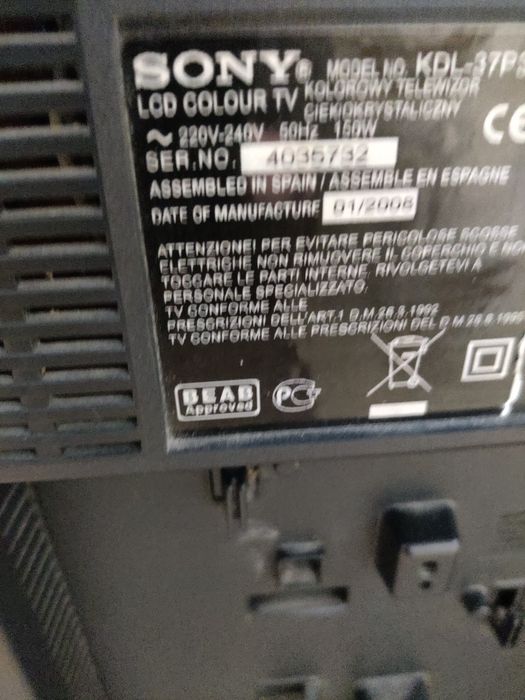 SONY® MODEL NO. KDL-37P
LCD COLOUR TV KOLOROWY TELEWIZOR
CIEKŁOKRYSTALICZNY
~ 220V-240V 50Hz 150W CE
SER.NO. 4035732
ASSEMBLED IN SPAIN / ASSEMBLE EN ESPAGNE
DATE OF MANUFACTURE 01/2008
ATTENZIONE! PER EVITARE PERICOLOSE SCOSSE
ELETTRICHE NON RIMUOVERE IL COPERCHIO E NON
TOCCARE LE PARTI INTERNE. RIVOLGETEVI A
PERSONALE SPECIALIZZATO.
TV CONFORME ALLE
PRESCRIZIONI DELL'ART.1 D.M.26.3.1992
TV CONFORME ALLE PRESCRIZIONI DEL D M
BEAB
Approved